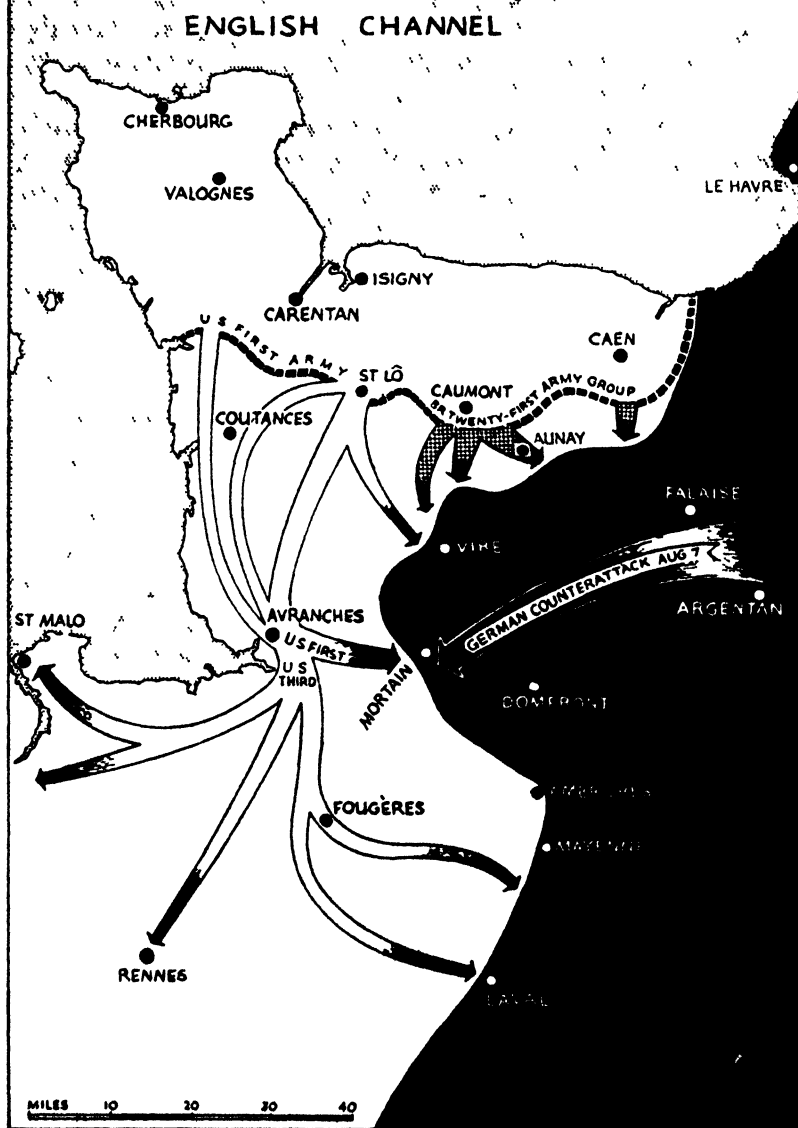 ENGLISH CHANNEL
CHERBOURG
VALOGNES
LE HAVRE
ISIGNY
CARENTAN
US FIRST ARMY
CAEN
ST LÔ
CAUMONT
BR TWENTY-FIRST ARMY GROUP
COUTANCES
AUNAY
FALAISE
VIRE
GERMAN COUNTERATTACK AUG 7
ARGENTAN
AVRANCHES
ST MALO
US FIRST
US
THIRD
MORTAIN
DOMFRONT
FOUGÈRES
MAYENNE
RENNES
LAVAL
MILES 10 20 30 40